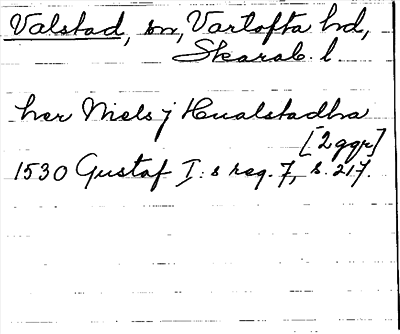 Valstad, sn, Vartofta hd,
Skarab. l.
her Niels j Hualstadha
[2 ggr]
1530 Gustaf I:s reg. 7, s. 217.